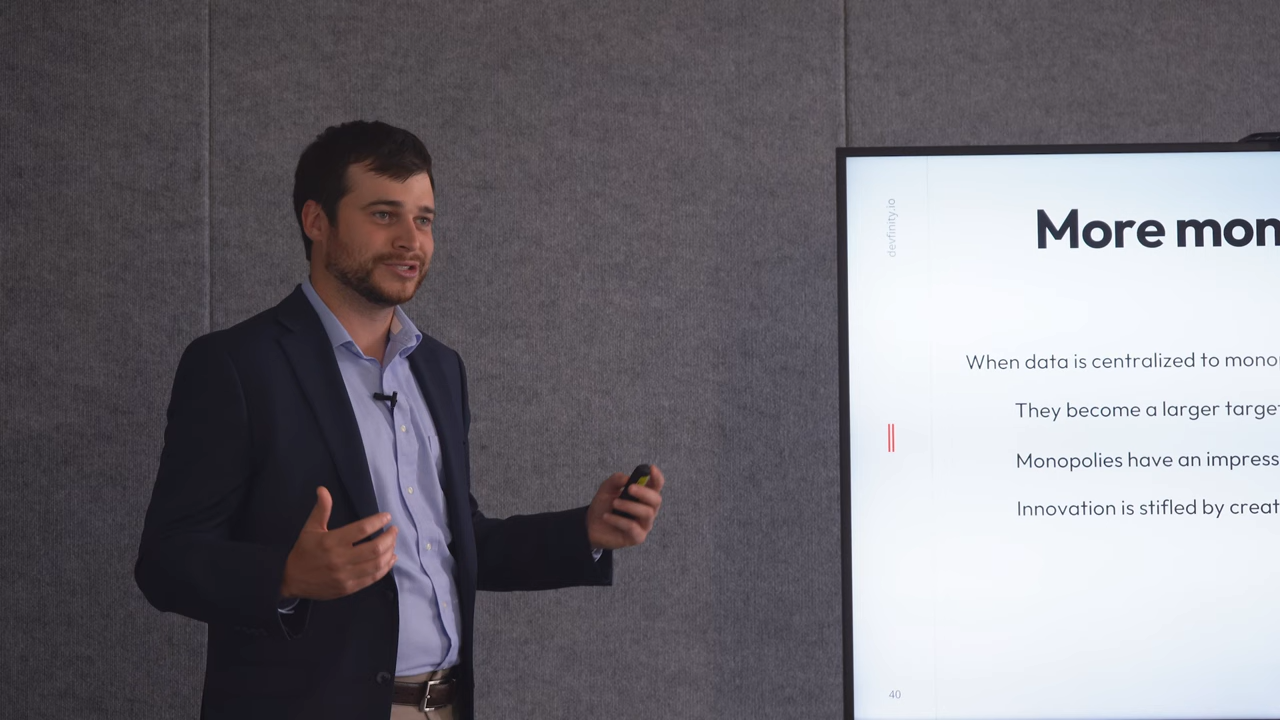 devfinity.io
More mon
When data is centralized to mono
They become a larger targe
Monopolies have an impress
Innovation is stifled by creat
40